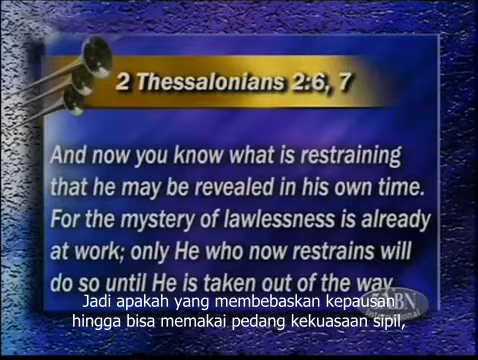 2 Thessalonians 2:6, 7
And now you know what is restraining
that he may be revealed in his own time.
For the mystery of lawlessness is already
at work; only He who now restrains will
do so until He is taken out of the way.
Jadi apakah yang membebaskan kepausan
hingga bisa memakai pedang kekuasaan sipil,
International